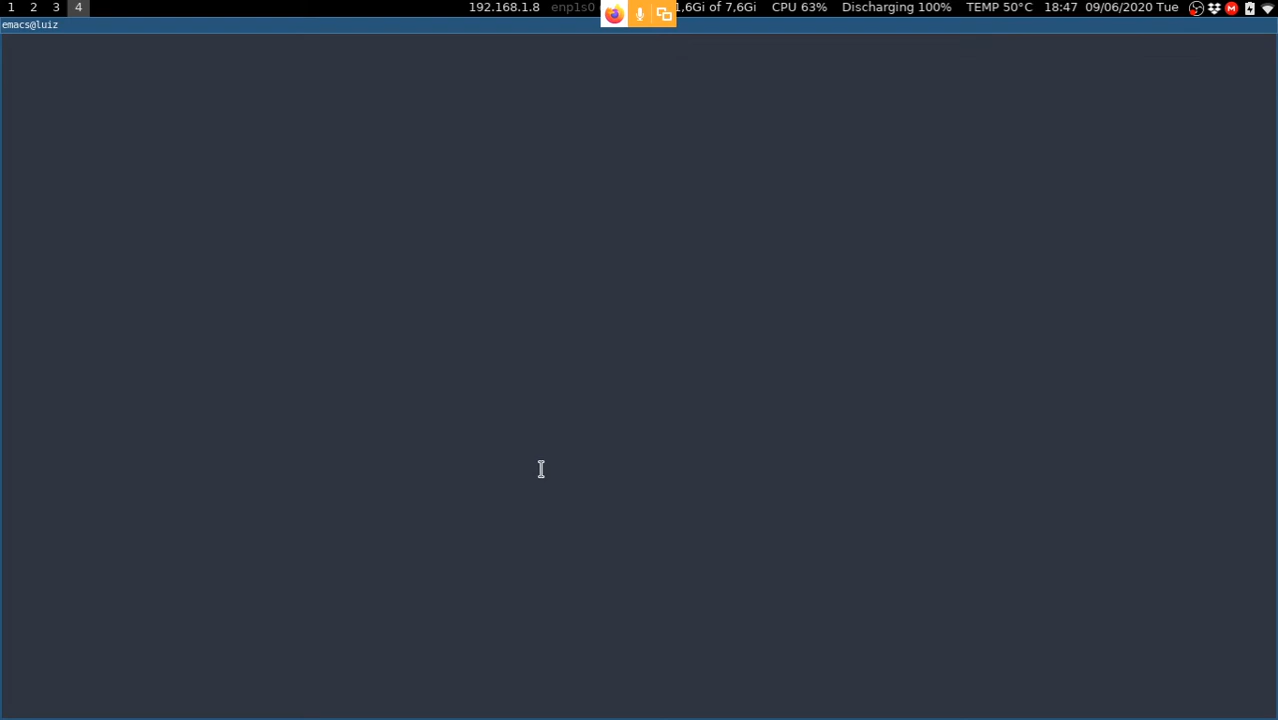 1 2 3 4 192.168.1.8 enp1s0 1,6Gi of 7,6Gi CPU 63% Discharging 100% TEMP 50°C 18:47 09/06/2020 Tue
emacs@luiz